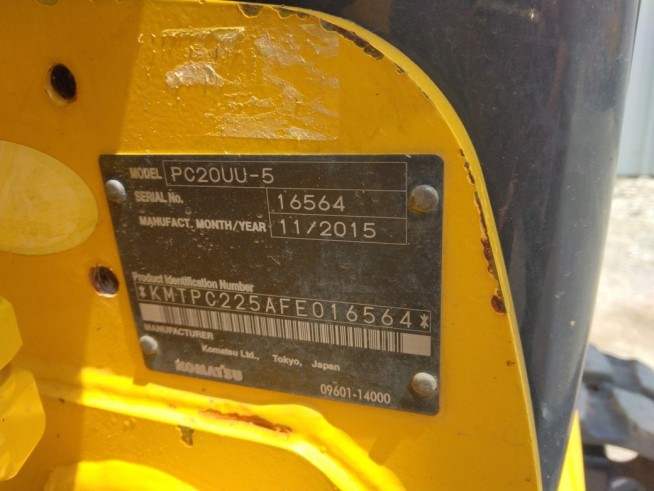 MODEL PC20UU-5
SERIAL No. 16564
MANUFACT. MONTH/YEAR 11/2015
Product Identification Number
*KMTPC225AFE016564*
MANUFACTURER
Komatsu Ltd., Tokyo, Japan
KOMATSU
09601-14000